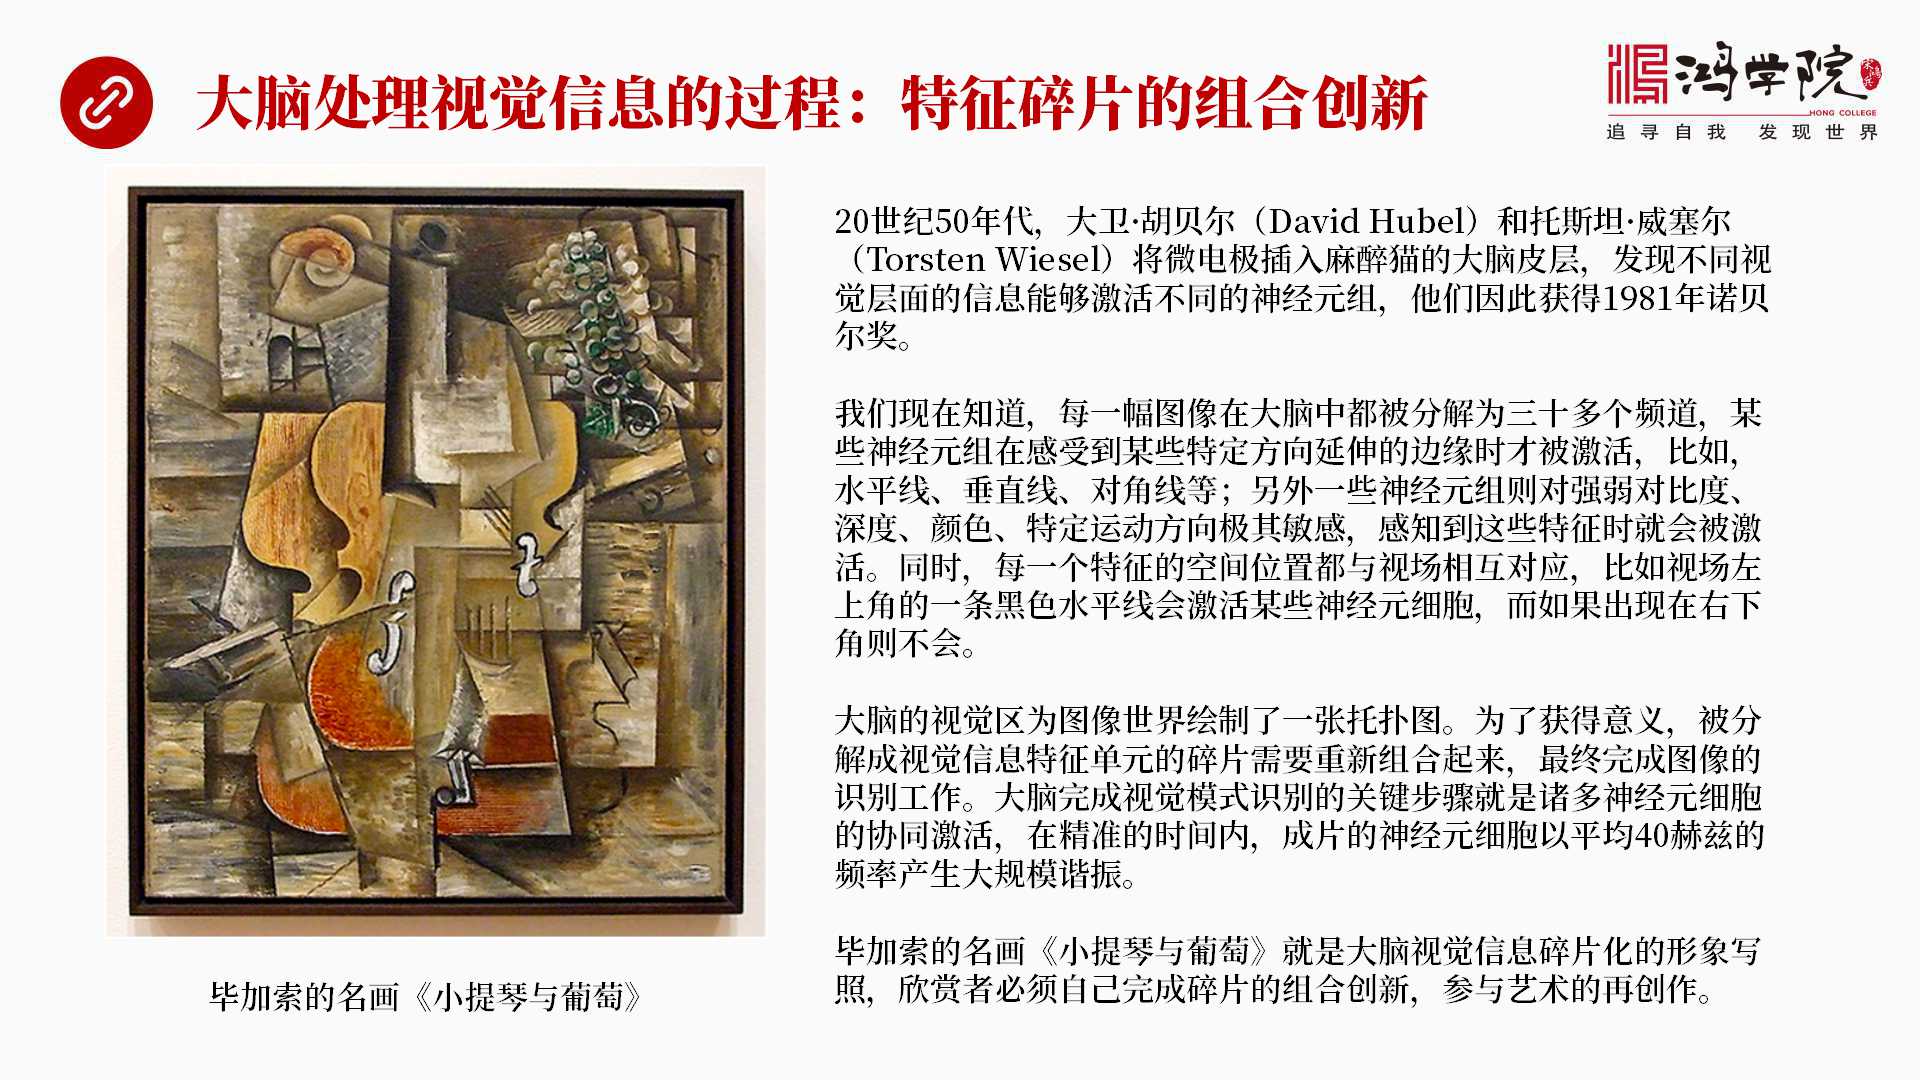 大脑处理视觉信息的过程：特征碎片的组合创新
鸿学院
宋鸿兵
HONG COLLEGE
追寻自我 发现世界
20世纪50年代，大卫·胡贝尔（David Hubel）和托斯坦·威塞尔
（Torsten Wiesel）将微电极插入麻醉猫的大脑皮层，发现不同视
觉层面的信息能够激活不同的神经元组，他们因此获得1981年诺贝
尔奖。
我们现在知道，每一幅图像在大脑中都被分解为三十多个频道，某
些神经元组在感受到某些特定方向延伸的边缘时才被激活，比如，
水平线、垂直线、对角线等；另外一些神经元组则对强弱对比度、
深度、颜色、特定运动方向极其敏感，感知到这些特征时就会被激
活。同时，每一个特征的空间位置都与视场相互对应，比如视场左
上角的一条黑色水平线会激活某些神经元细胞，而如果出现在右下
角则不会。
大脑的视觉区为图像世界绘制了一张托扑图。为了获得意义，被分
解成视觉信息特征单元的碎片需要重新组合起来，最终完成图像的
识别工作。大脑完成视觉模式识别的关键步骤就是诸多神经元细胞
的协同激活，在精准的时间内，成片的神经元细胞以平均40赫兹的
频率产生大规模谐振。
毕加索的名画《小提琴与葡萄》就是大脑视觉信息碎片化的形象写
照，欣赏者必须自己完成碎片的组合创新，参与艺术的再创作。
毕加索的名画《小提琴与葡萄》